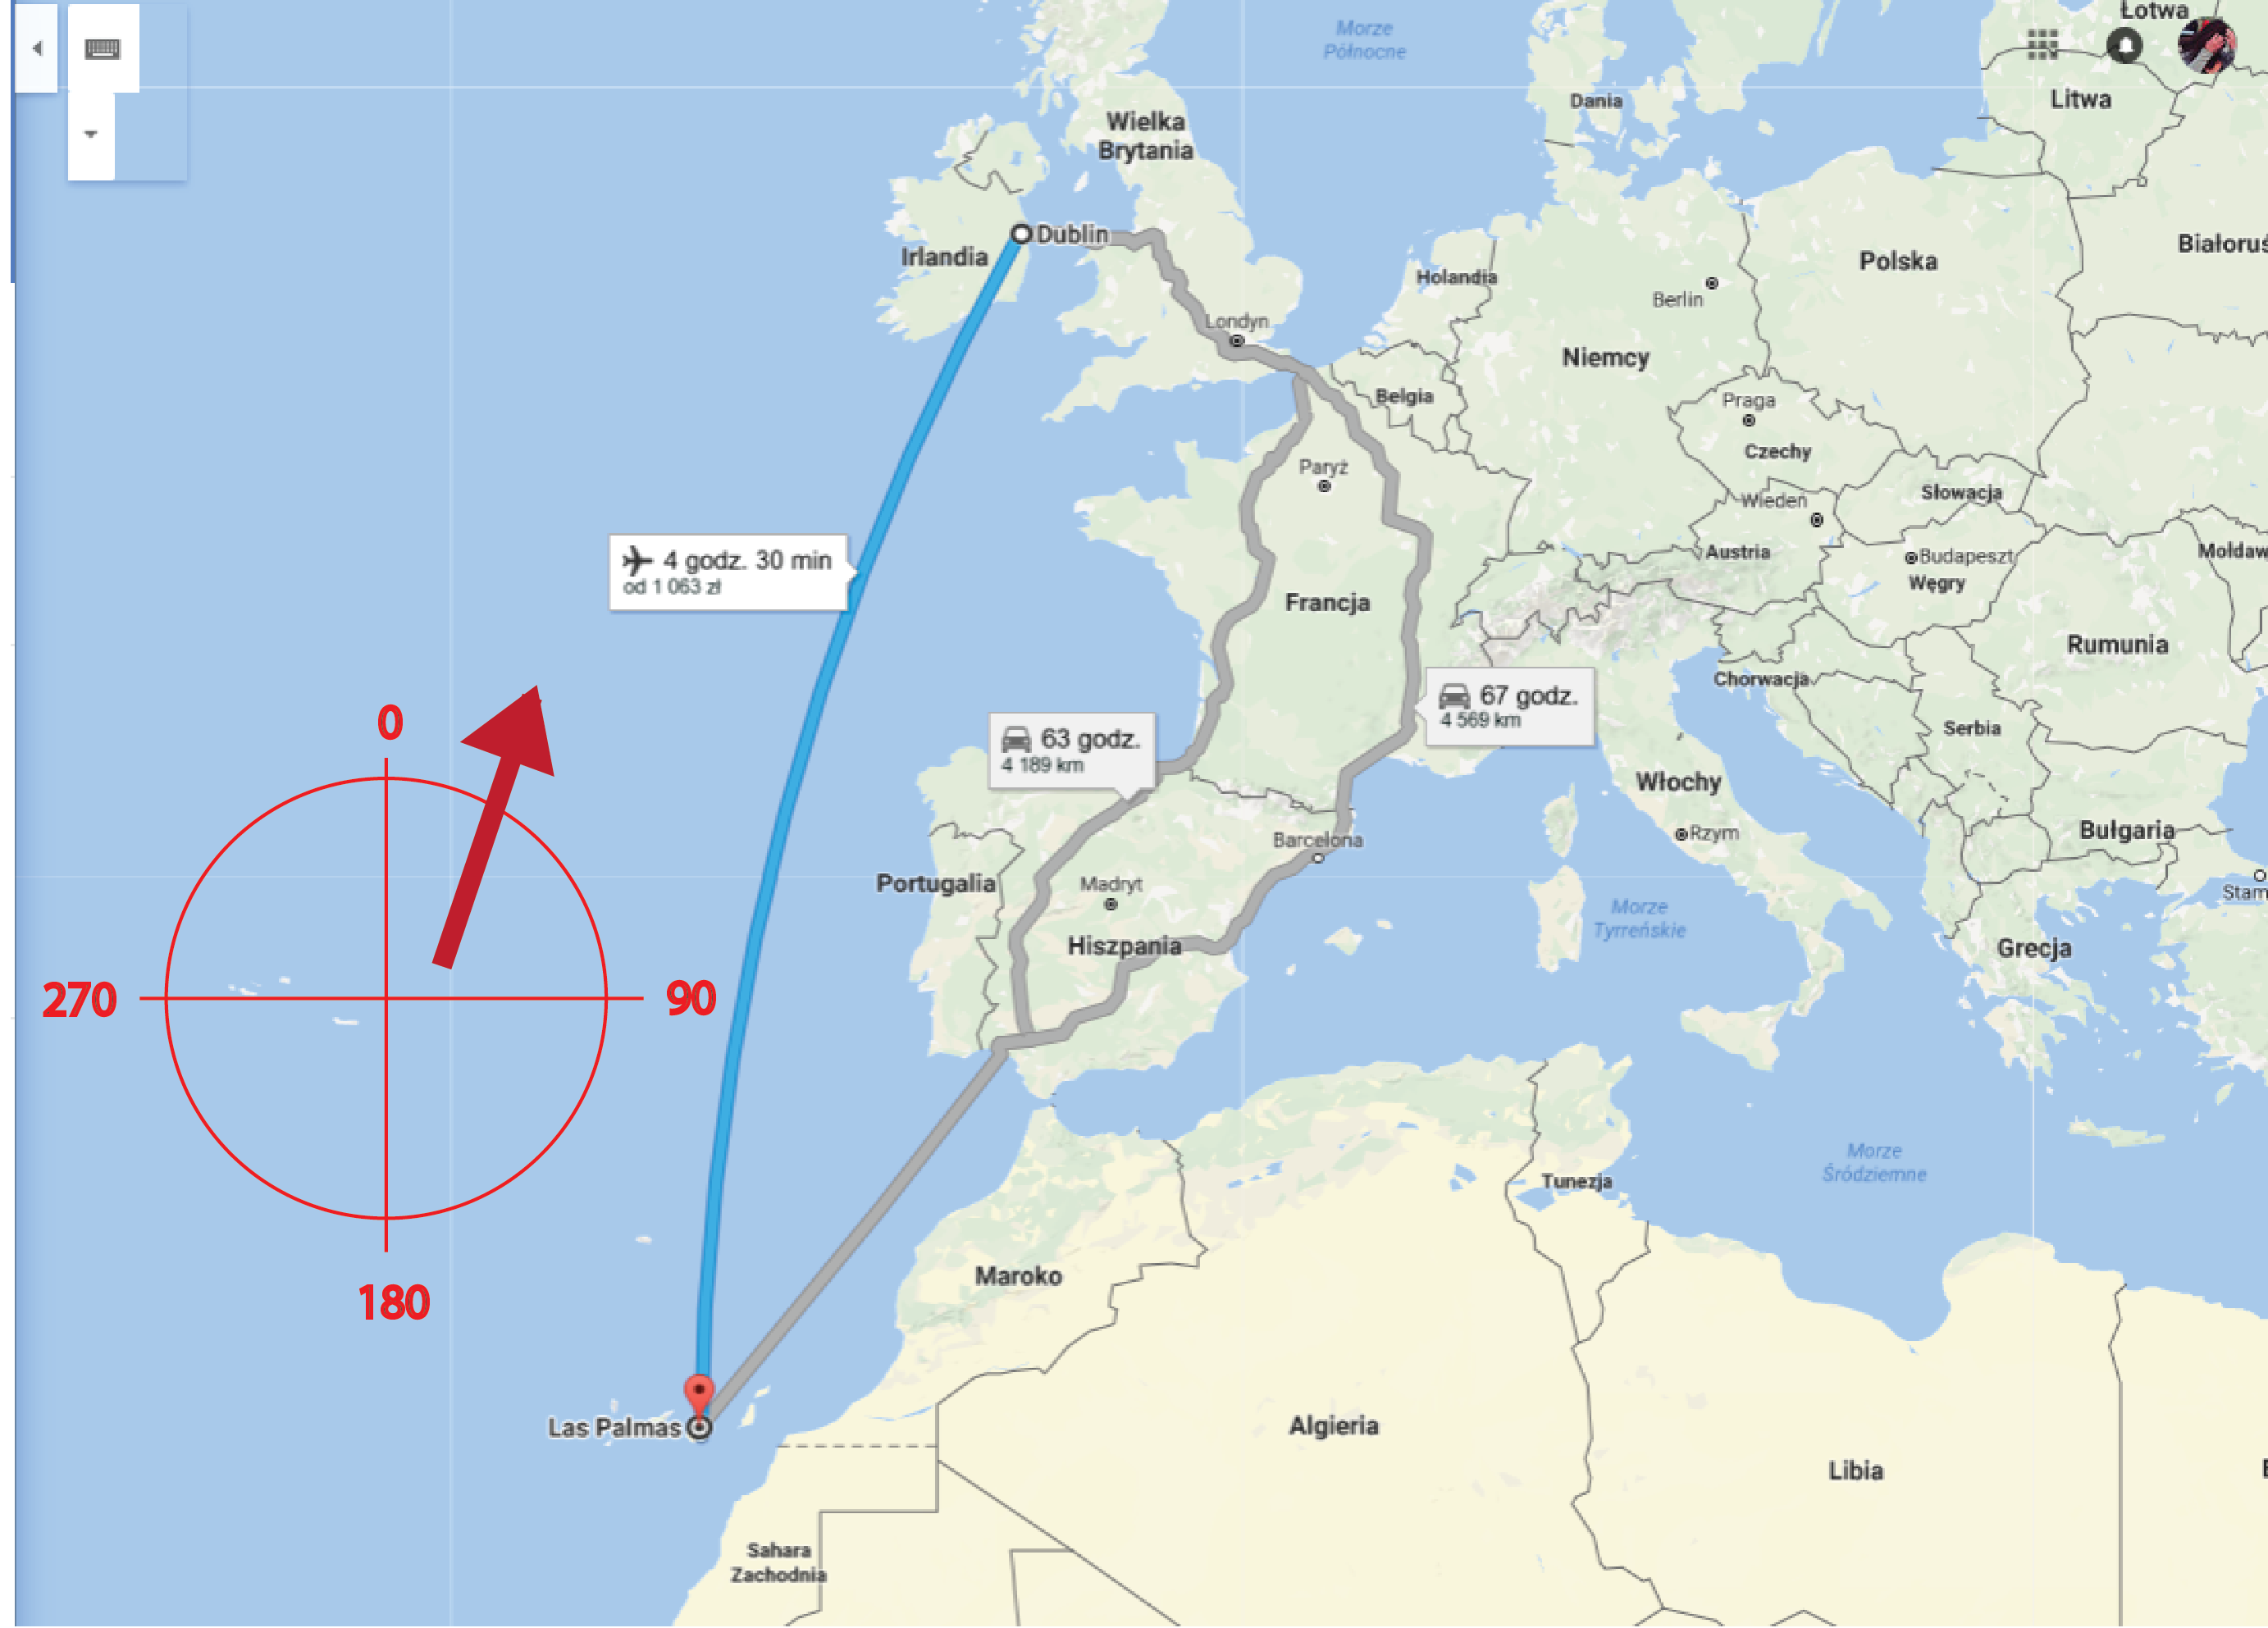 Łotwa
Morze
Północne
Dania
Litwa
Wielka
Brytania
Dublin
Irlandia
Holandia
Berlin
Polska
Londyn
Niemcy
Belgia
Praga
Czechy
Paryż
Wiedeń
Słowacja
4 godz. 30 min
od 1 063 zł
Austria
Budapeszt
Węgry
Francja
Rumunia
Chorwacja
67 godz.
4 569 km
0
63 godz.
4 189 km
Serbia
Włochy
Rzym
Bułgaria
Barcelona
Portugalia
Madryt
Morze
Tyrreńskie
Hiszpania
Grecja
270
90
Morze
Śródziemne
Tunezja
Maroko
180
Las Palmas
Algieria
Libia
Sahara
Zachodnia